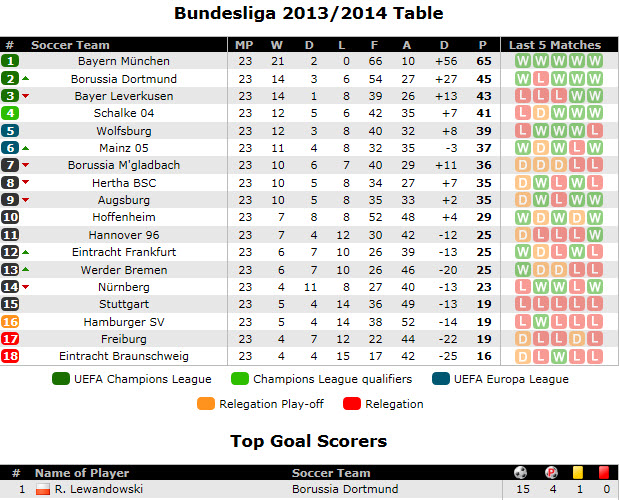 Bundesliga 2013/2014 Table
# Soccer Team MP W D L F A D P Last 5 Matches
1 Bayern München 23 21 2 0 66 10 +56 65 W W W W W
2 Borussia Dortmund 23 14 3 6 54 27 +27 45 W L W W W
3 Bayer Leverkusen 23 14 1 8 39 26 +13 43 L L L W W
4 Schalke 04 23 12 5 6 42 35 +7 41 L D W W W
5 Wolfsburg 23 12 3 8 40 32 +8 39 L W W W L
6 Mainz 05 23 11 4 8 32 35 -3 37 W D W L W
7 Borussia M'gladbach 23 10 6 7 40 29 +11 36 D D D L L
8 Hertha BSC 23 10 5 8 34 27 +7 35 D W L W L
9 Augsburg 23 10 5 8 35 33 +2 35 D W L W W
10 Hoffenheim 23 7 8 8 52 48 +4 29 W D W D W
11 Hannover 96 23 7 4 12 30 42 -12 25 D L L L W
12 Eintracht Frankfurt 23 6 7 10 26 39 -13 25 W D L W L
13 Werder Bremen 23 6 7 10 26 46 -20 25 W D D L L
14 Nürnberg 23 4 11 8 27 40 -13 23 L W W L W
15 Stuttgart 23 5 4 14 36 49 -13 19 L L L L L
16 Hamburger SV 23 5 4 14 38 52 -14 19 L W L L L
17 Freiburg 23 4 7 12 22 44 -22 19 D L L D L
18 Eintracht Braunschweig 23 4 4 15 17 42 -25 16 D L W L L
UEFA Champions League Champions League qualifiers UEFA Europa League
Relegation Play-off Relegation
Top Goal Scorers
# Name of Player Soccer Team P
1 R. Lewandowski Borussia Dortmund 15 4 1 0